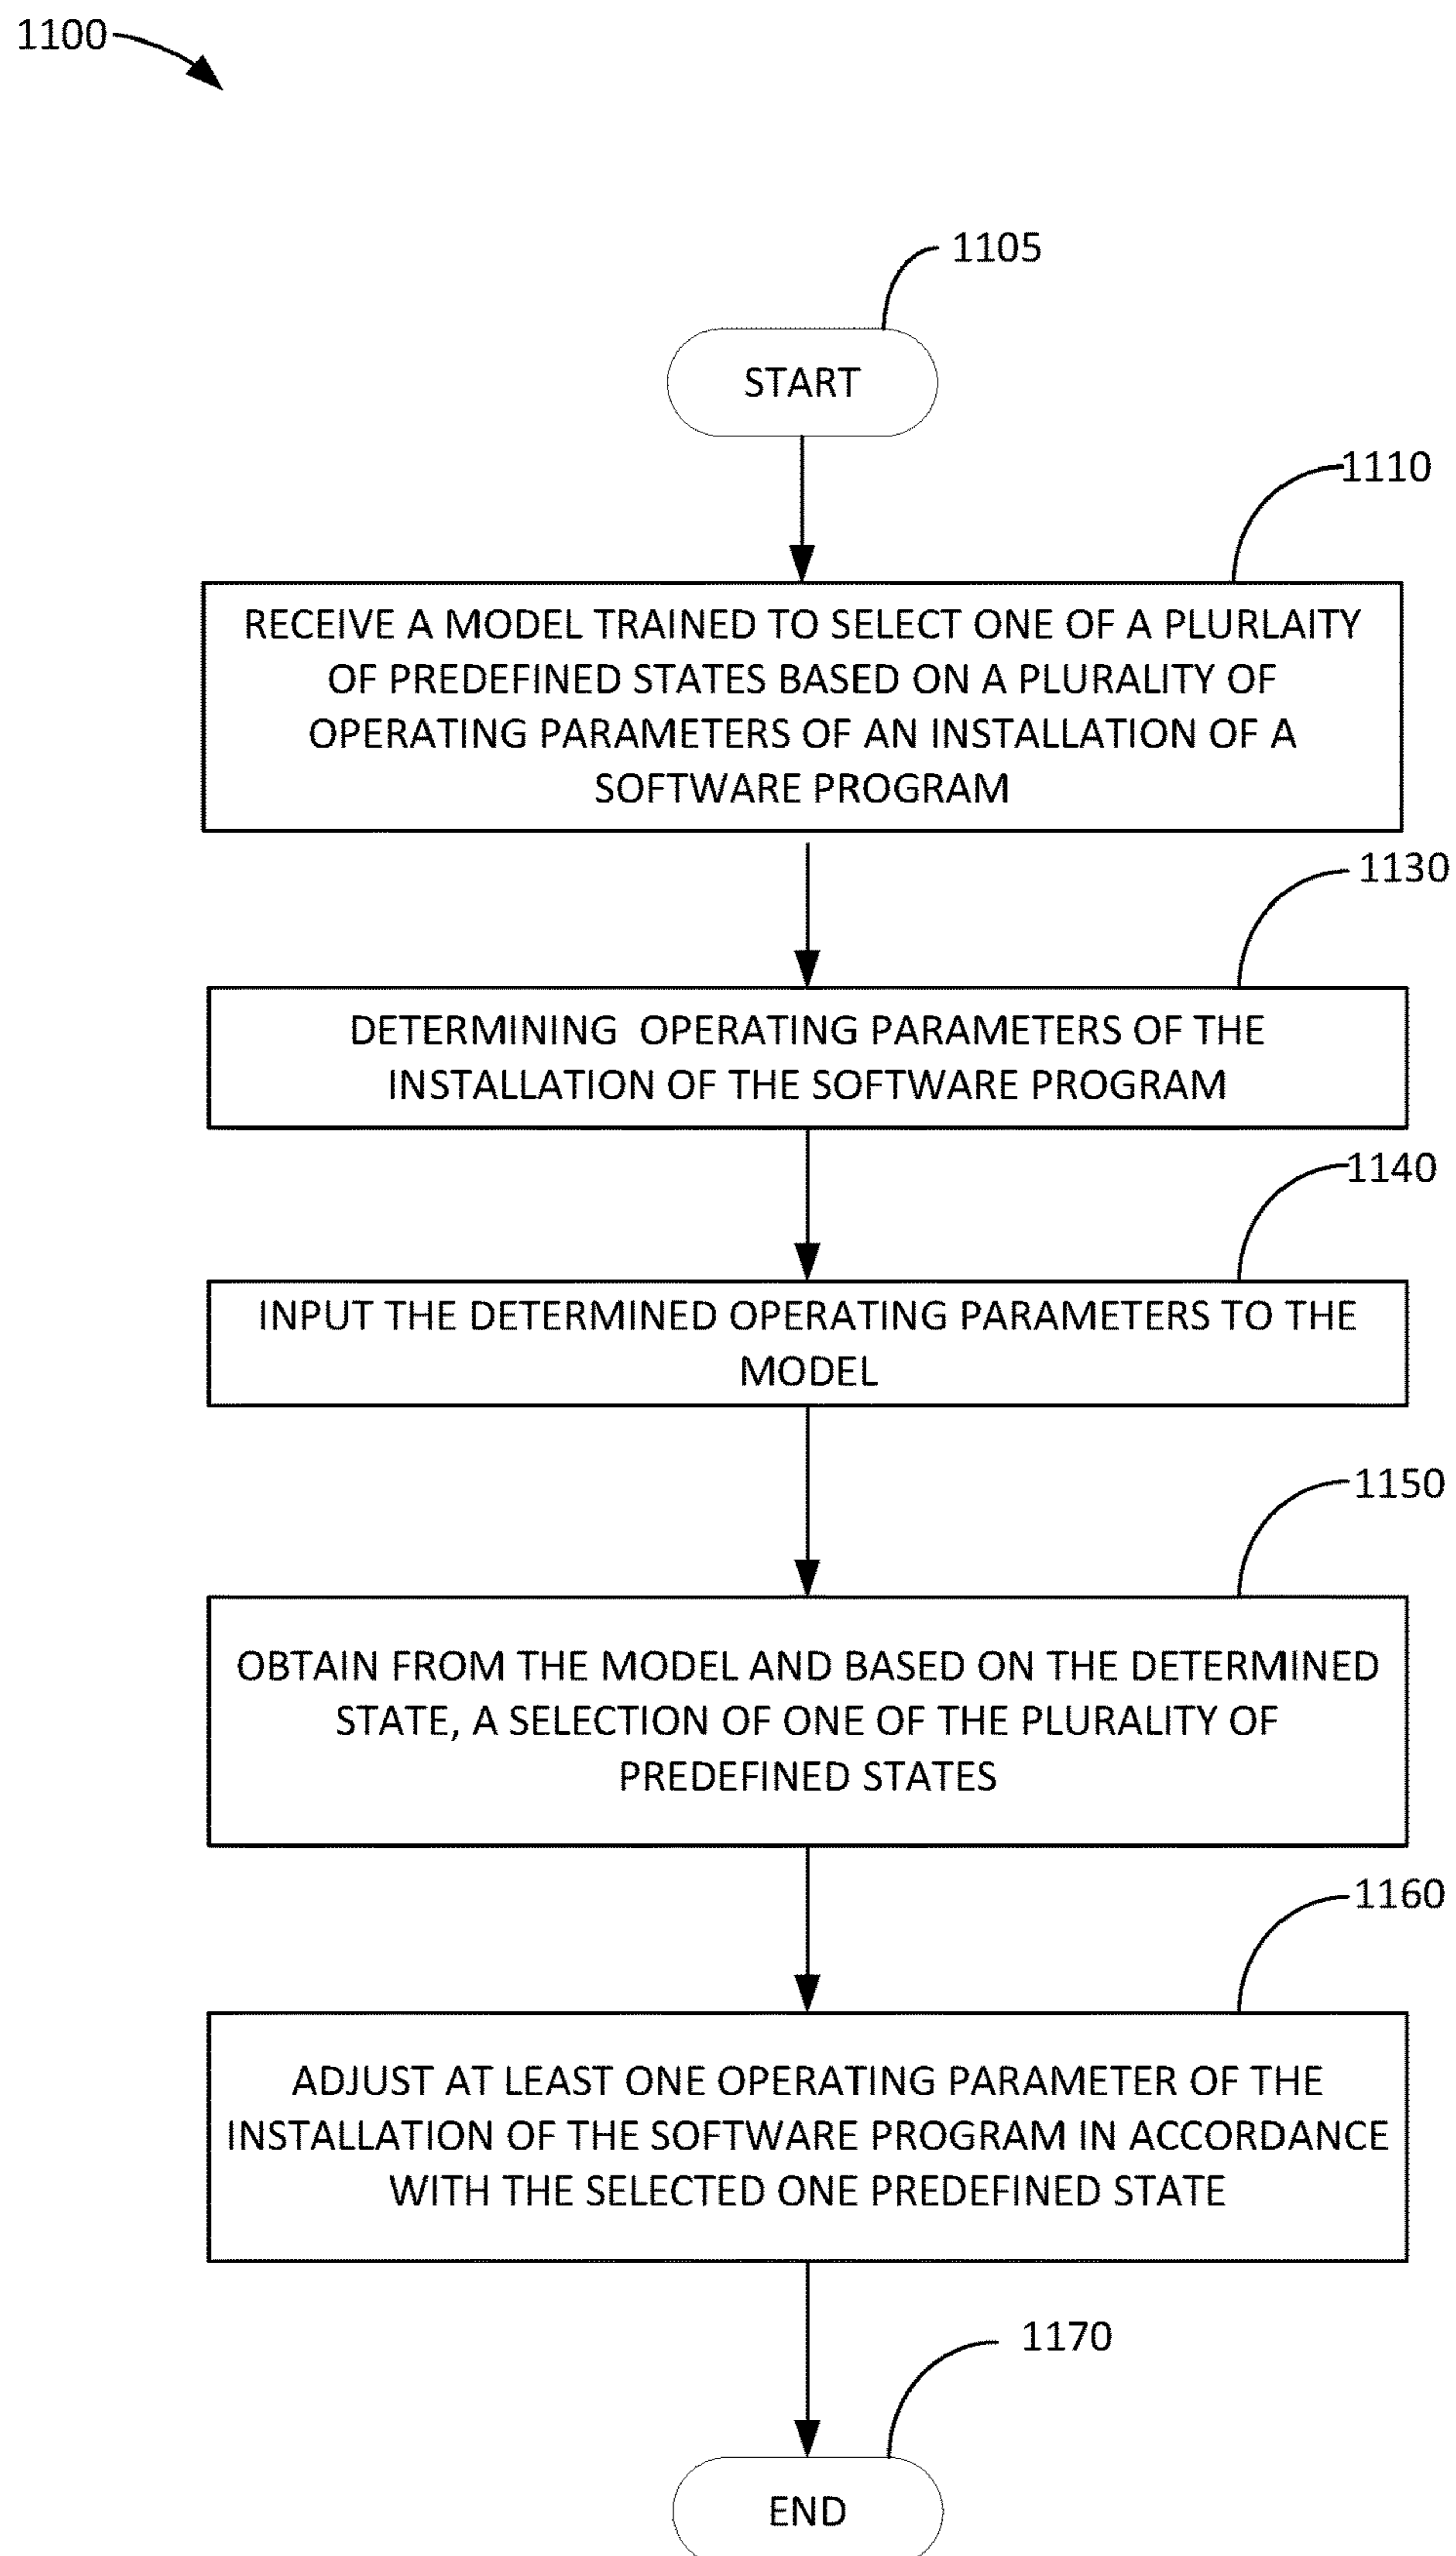 1100
1105
START
1110
RECEIVE A MODEL TRAINED TO SELECT ONE OF A PLURLAITY
OF PREDEFINED STATES BASED ON A PLURALITY OF
OPERATING PARAMETERS OF AN INSTALLATION OF A
SOFTWARE PROGRAM
1130
DETERMINING OPERATING PARAMETERS OF THE
INSTALLATION OF THE SOFTWARE PROGRAM
1140
INPUT THE DETERMINED OPERATING PARAMETERS TO THE
MODEL
1150
OBTAIN FROM THE MODEL AND BASED ON THE DETERMINED
STATE, A SELECTION OF ONE OF THE PLURALITY OF
PREDEFINED STATES
1160
ADJUST AT LEAST ONE OPERATING PARAMETER OF THE
INSTALLATION OF THE SOFTWARE PROGRAM IN ACCORDANCE
WITH THE SELECTED ONE PREDEFINED STATE
1170
END